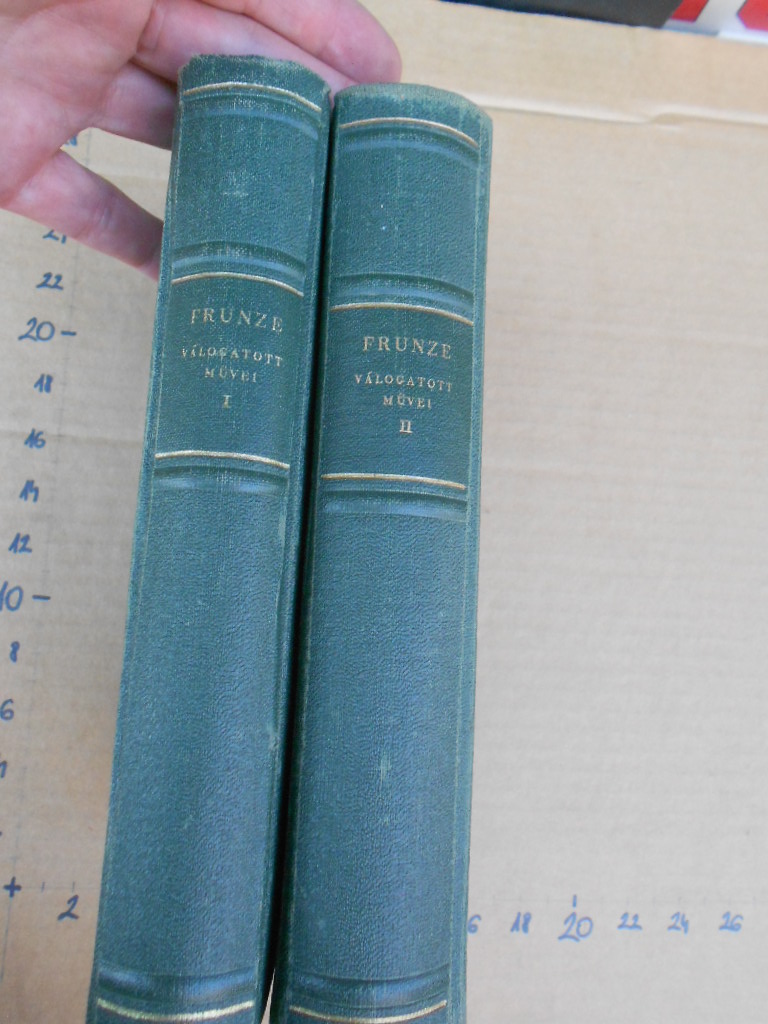 FRUNZE
VÁLOGATOTT
MŰVEI
I
FRUNZE
VÁLOGATOTT
MŰVEI
II
22
20
18
16
14
12
10
8
6
2
6 18 20 22 24 26